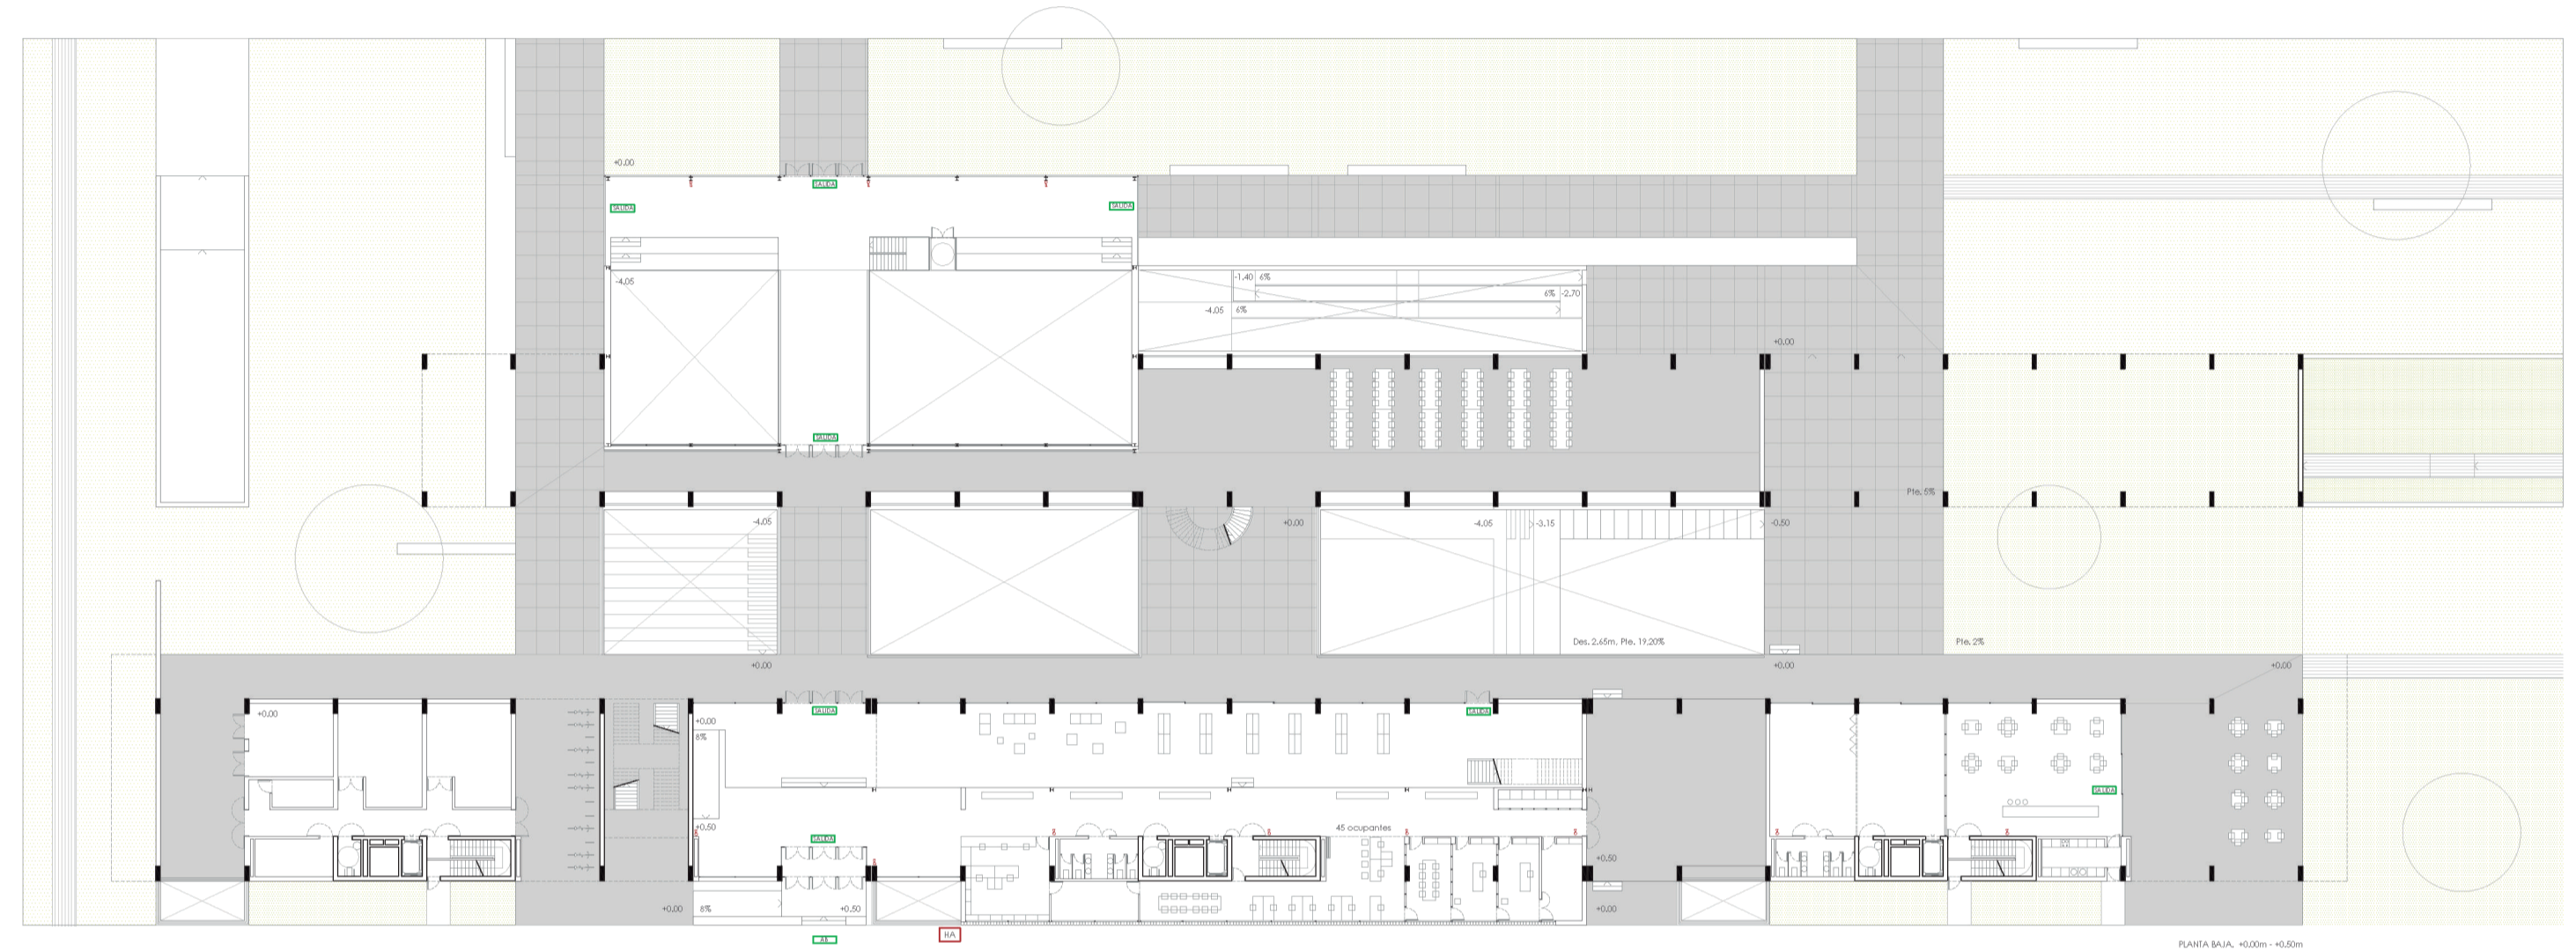 +0.00
SALIDA
SALIDA
SALIDA
-4.05
-1.40 6%
6% -2.70
-4.05 6%
+0.00
SALIDA
Pte. 5%
-4.05
+0.00
-4.05
-3.15
-0.50
Des. 2.65m. Pte. 19.20%
Pte. 2%
+0.00
+0.00
+0.00
+0.00
SALIDA
SALIDA
+0.00
8%
SALIDA
+0.50
SALIDA
45 ocupantes
+0.50
+0.00
8%
+0.50
+0.00
HA
PLANTA BAJA. +0.00m - +0.50m